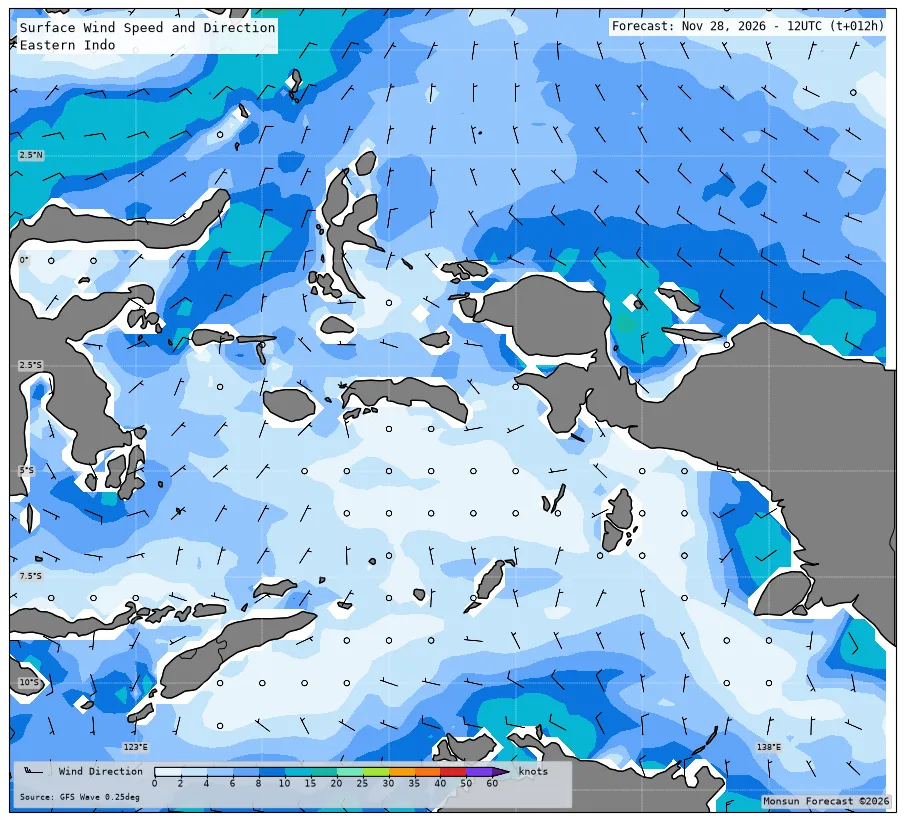 Surface Wind Speed and Direction
Eastern Indo
Forecast: Nov 28, 2026 - 12UTC (t+012h)
2.5°N
0°
2.5°S
5°S
7.5°S
10°S
123°E
138°E
Wind Direction
knots
0 2 4 6 8 10 15 20 25 30 35 40 50 60
Source: GFS Wave 0.25deg
Monsun Forecast ©2026